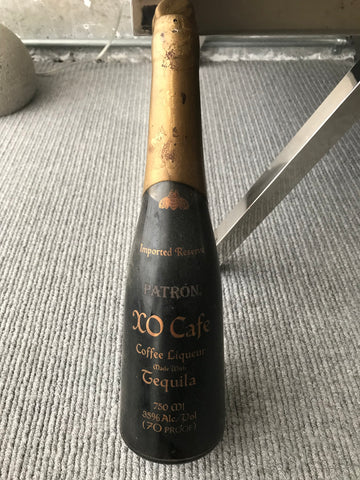 Imported Reserve
PATRÓN
XO Cafe
Coffee Liqueur
Made With
Tequila
750 Ml
35% Alc/Vol
(70 PROOF)